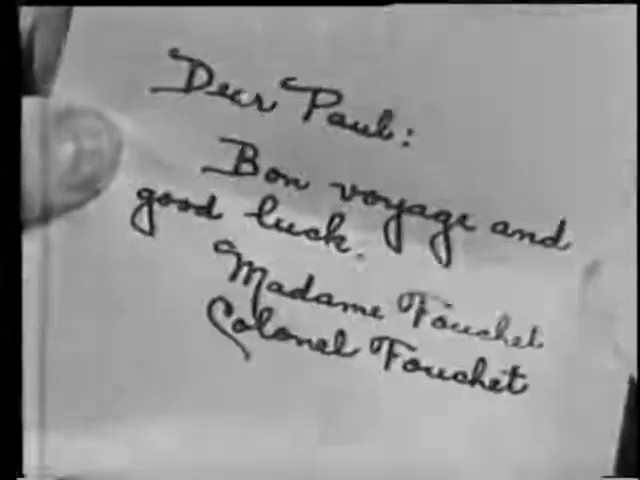 Dear Paul:
Bon voyage and
good luck.
Madame Fouchet
Colonel Fouchet